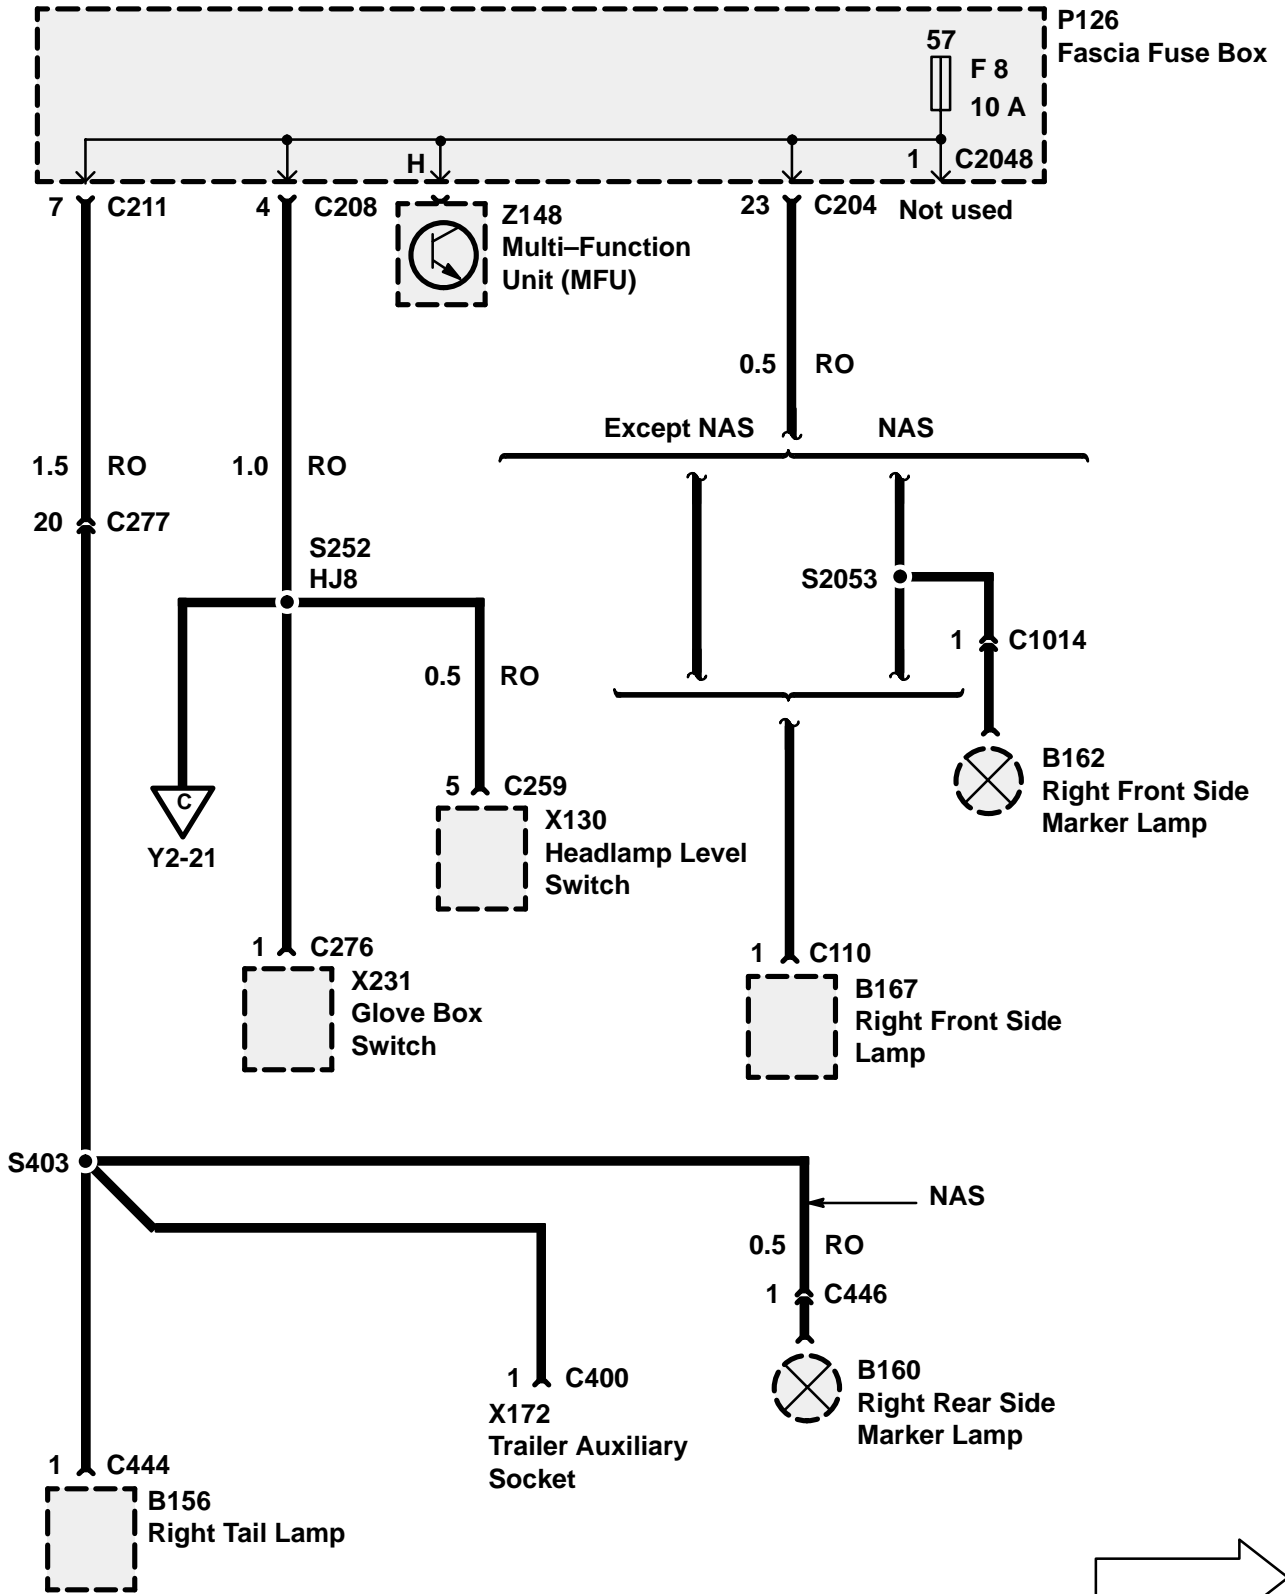 P126
Fascia Fuse Box
57
F 8
10 A
H
1 C2048
7 C211
4 C208
Z148
Multi–Function
Unit (MFU)
23 C204
Not used
0.5 RO
Except NAS
NAS
1.5 RO
1.0 RO
20 C277
S252
HJ8
S2053
1 C1014
0.5 RO
C
Y2-21
5 C259
X130
Headlamp Level
Switch
B162
Right Front Side
Marker Lamp
1 C276
X231
Glove Box
Switch
1 C110
B167
Right Front Side
Lamp
S403
NAS
0.5 RO
1 C446
B160
Right Rear Side
Marker Lamp
1 C400
X172
Trailer Auxiliary
Socket
1 C444
B156
Right Tail Lamp